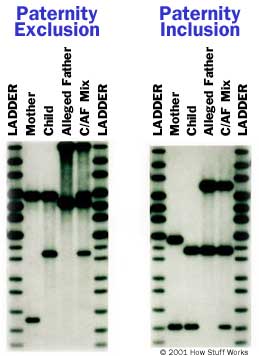 Paternity
Exclusion
LADDER
Mother
Child
Alleged Father
C/AF Mix
LADDER
Paternity
Inclusion
LADDER
Mother
Child
Alleged Father
C/AF Mix
LADDER
© 2001 How Stuff Works